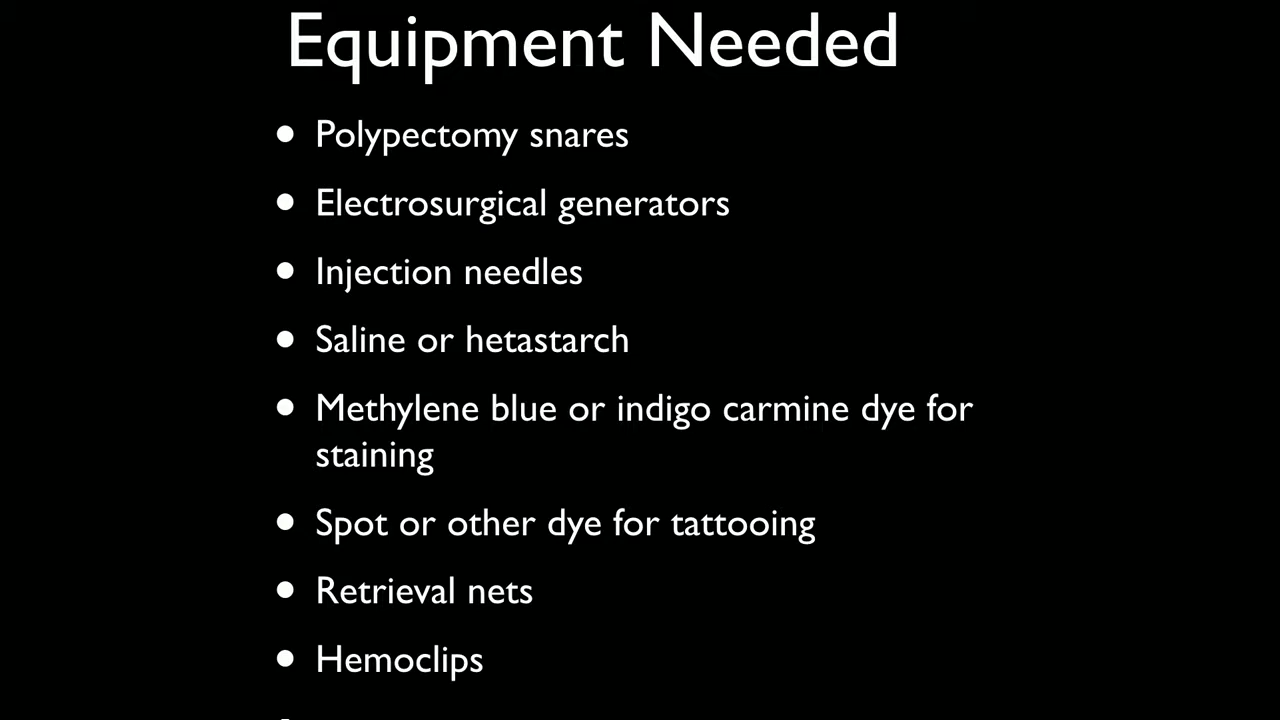 Equipment Needed
• Polypectomy snares
• Electrosurgical generators
• Injection needles
• Saline or hetastarch
• Methylene blue or indigo carmine dye for
staining
• Spot or other dye for tattooing
• Retrieval nets
• Hemoclips